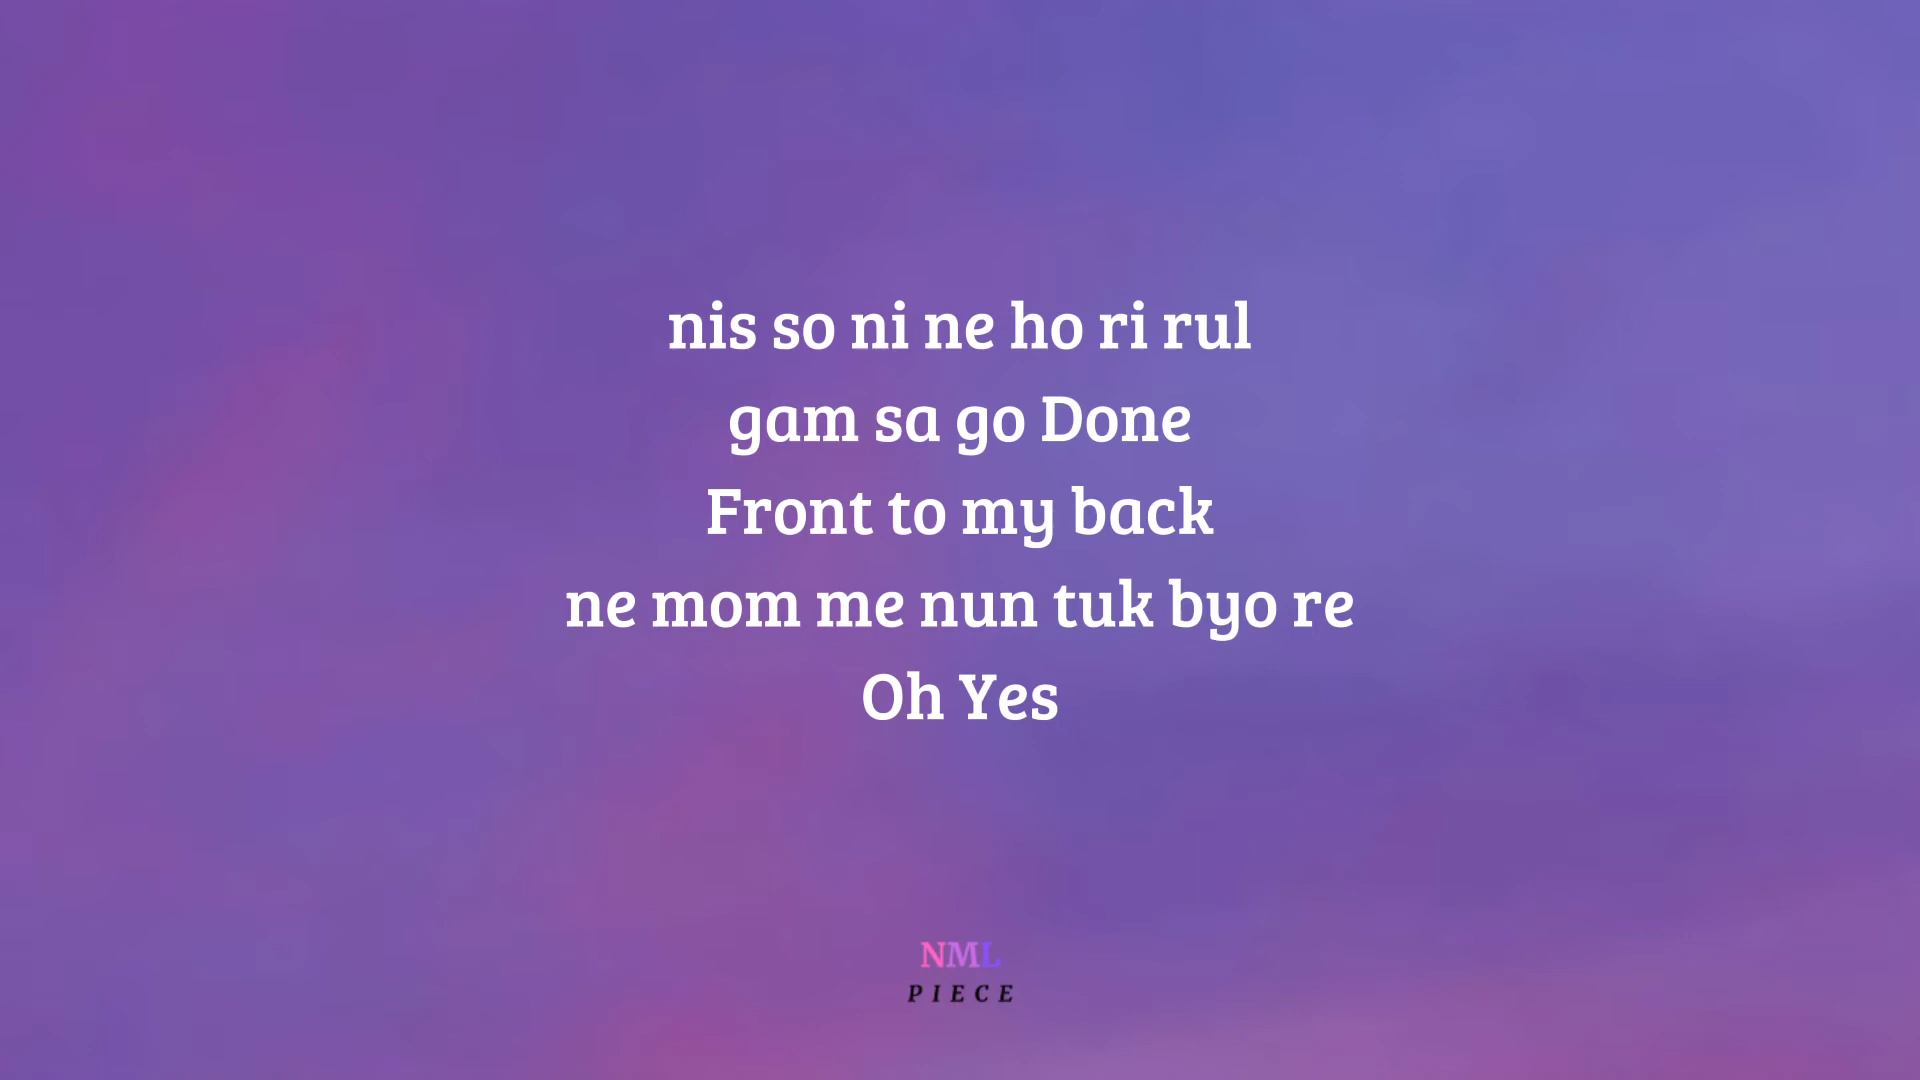 nis so ni ne ho ri rul
gam sa go Done
Front to my back
ne mom me nun tuk byo re
Oh Yes
NML
PIECE